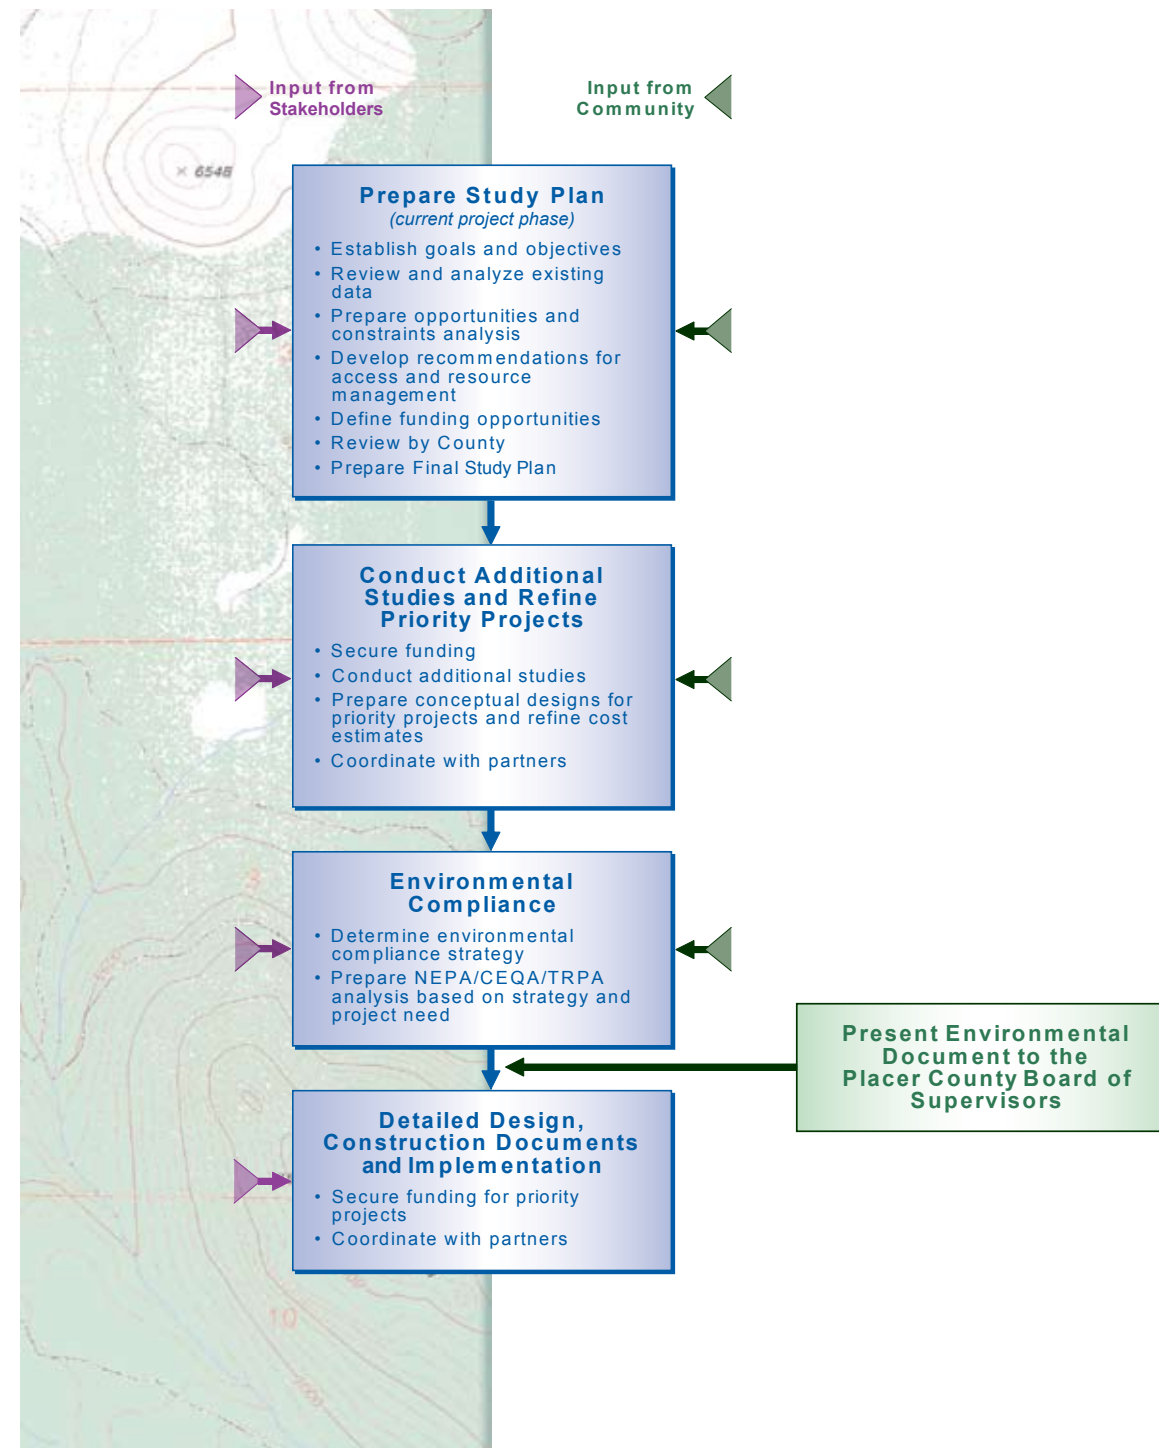 Input from
Stakeholders
Input from
Community
× 6548
Prepare Study Plan
(current project phase)
• Establish goals and objectives
• Review and analyze existing
data
• Prepare opportunities and
constraints analysis
• Develop recommendations for
access and resource
management
• Define funding opportunities
• Review by County
• Prepare Final Study Plan
Conduct Additional
Studies and Refine
Priority Projects
• Secure funding
• Conduct additional studies
• Prepare conceptual designs for
priority projects and refine cost
estimates
• Coordinate with partners
Environmental
Compliance
• Determine environmental
compliance strategy
• Prepare NEPA/CEQA/TRPA
analysis based on strategy and
project need
Present Environmental
Document to the
Placer County Board of
Supervisors
Detailed Design,
Construction Documents
and Implementation
• Secure funding for priority
projects
• Coordinate with partners
10